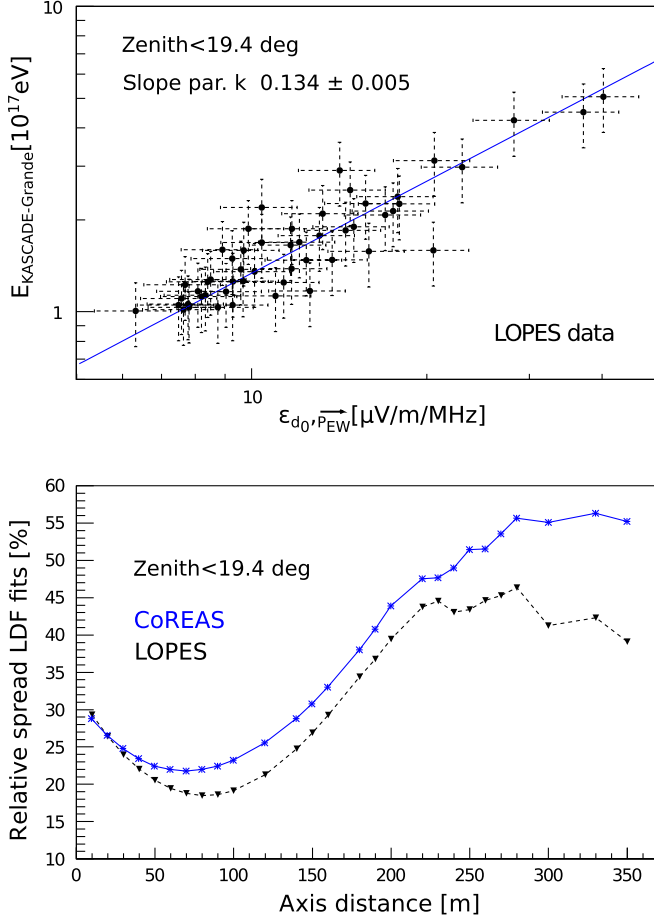 10
Zenith<19.4 deg
Slope par. k 0.134 ± 0.005
E_KASCADE-Grande[10^17eV]
1
LOPES data
10
ε_d₀,P_EW[μV/m/MHz]
60
55
50
45
40
35
30
25
20
15
10
Relative spread LDF fits [%]
Zenith<19.4 deg
CoREAS
LOPES
0 50 100 150 200 250 300 350
Axis distance [m]